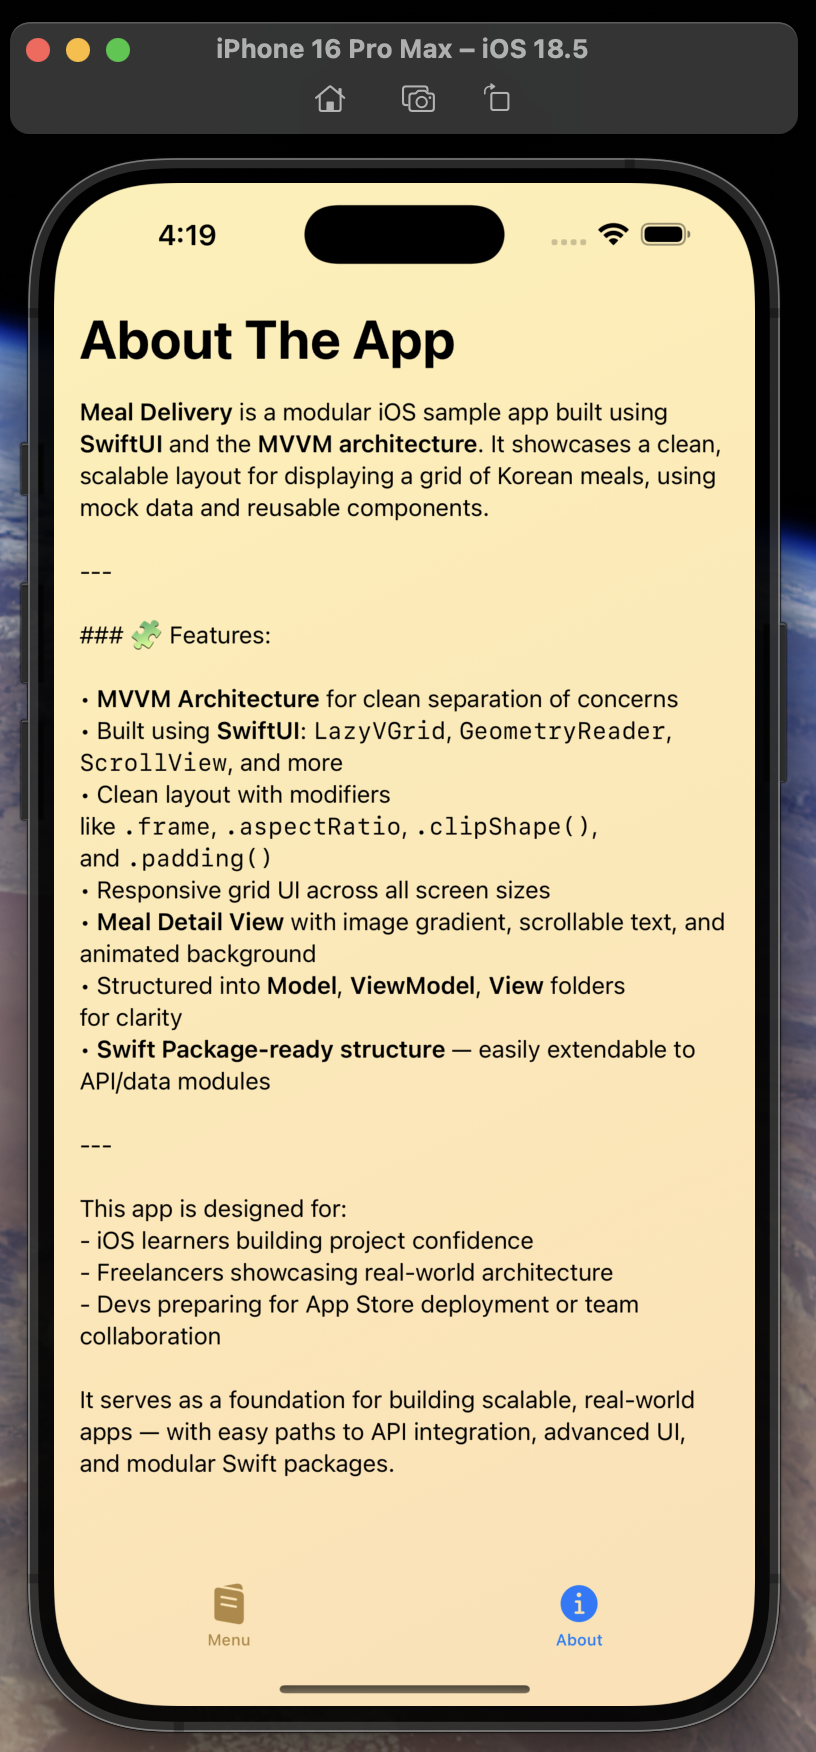 iPhone 16 Pro Max – iOS 18.5
4:19
About The App
Meal Delivery is a modular iOS sample app built using
SwiftUI and the MVVM architecture. It showcases a clean,
scalable layout for displaying a grid of Korean meals, using
mock data and reusable components.
---
### 🧩 Features:
• MVVM Architecture for clean separation of concerns
• Built using SwiftUI: LazyVGrid, GeometryReader,
ScrollView, and more
• Clean layout with modifiers
like .frame, .aspectRatio, .clipShape(),
and .padding()
• Responsive grid UI across all screen sizes
• Meal Detail View with image gradient, scrollable text, and
animated background
• Structured into Model, ViewModel, View folders
for clarity
• Swift Package-ready structure — easily extendable to
API/data modules
---
This app is designed for:
- iOS learners building project confidence
- Freelancers showcasing real-world architecture
- Devs preparing for App Store deployment or team
collaboration
It serves as a foundation for building scalable, real-world
apps — with easy paths to API integration, advanced UI,
and modular Swift packages.
Menu
About